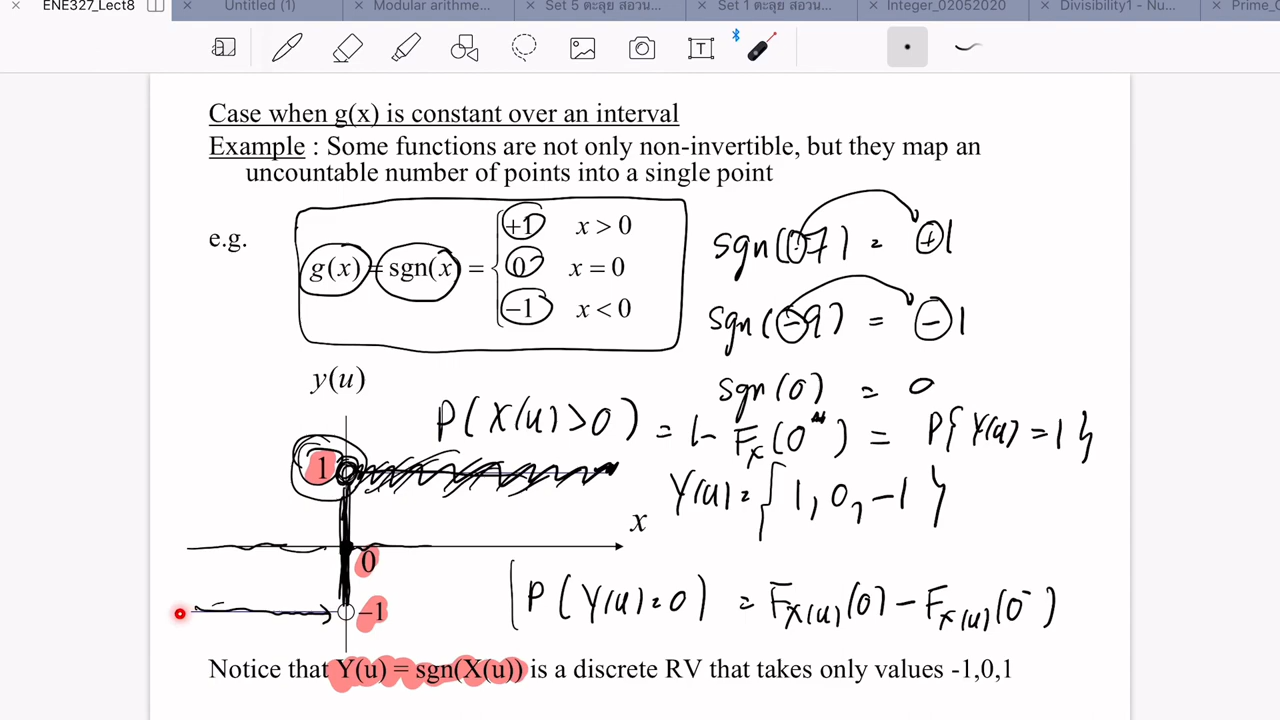 ENE327_Lect8 Untitled (1) Modular arithme... Set 5 ตะลุย สอวน... Set 1 ตะลุย สอวน... Integer_02052020 Divisibility1 - Nu... Prime_0
Case when g(x) is constant over an interval
Example : Some functions are not only non-invertible, but they map an
uncountable number of points into a single point
e.g.
g(x) = sgn(x) =
+1 x > 0
0 x = 0
−1 x < 0
sgn( 7) = +1
sgn(−9) = −1
sgn(0) = 0
y(u)
P(X(u)>0) = 1- F_X(0) = P{Y(u)=1}
1
Y(u) = {1, 0, -1}
x
0
P(Y(u)=0) = F_X(u)(0) − F_X(u)(0⁻)
−1
Notice that Y(u) = sgn(X(u)) is a discrete RV that takes only values -1,0,1